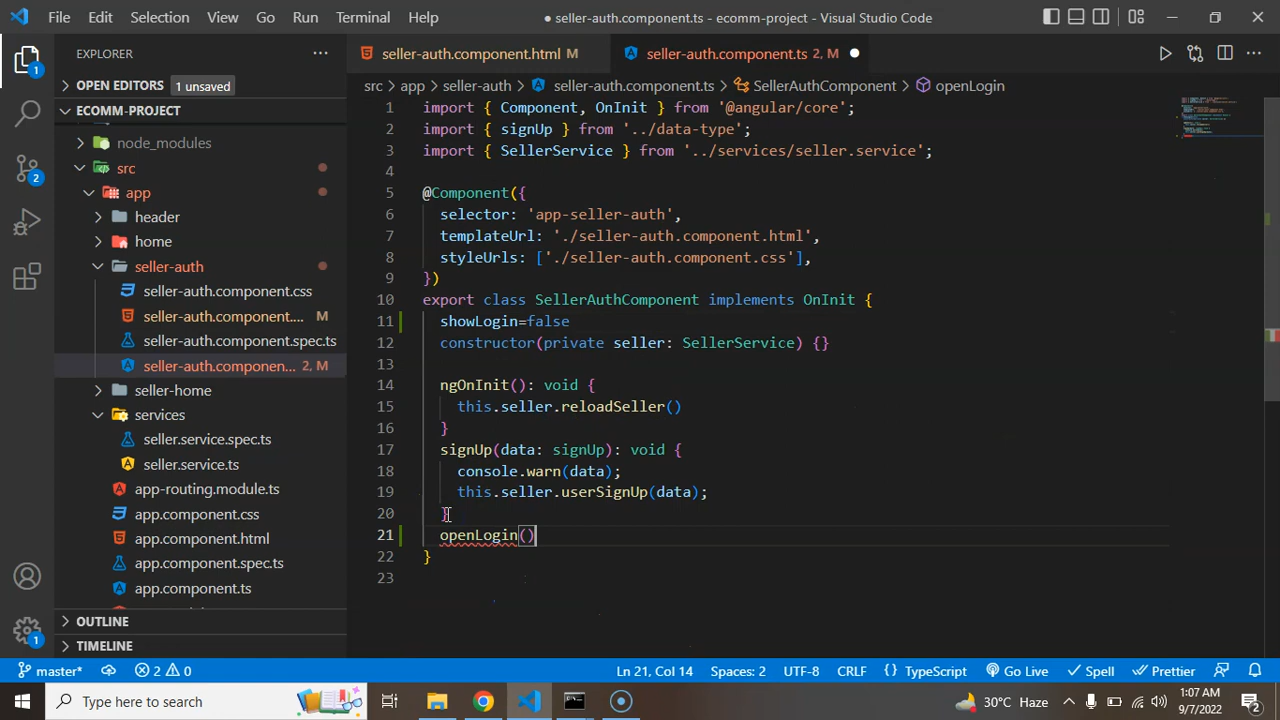 File Edit Selection View Go Run Terminal Help
● seller-auth.component.ts - ecomm-project - Visual Studio Code
EXPLORER
OPEN EDITORS 1 unsaved
ECOMM-PROJECT
node_modules
src
app
header
home
seller-auth
seller-auth.component.css
seller-auth.component.... M
seller-auth.component.spec.ts
seller-auth.componen... 2, M
seller-home
services
seller.service.spec.ts
seller.service.ts
app-routing.module.ts
app.component.css
app.component.html
app.component.spec.ts
app.component.ts
OUTLINE
TIMELINE
1
2
1
seller-auth.component.html M
seller-auth.component.ts 2, M ●
src > app > seller-auth > seller-auth.component.ts > SellerAuthComponent > openLogin
1 import { Component, OnInit } from '@angular/core';
2 import { signUp } from '../data-type';
3 import { SellerService } from '../services/seller.service';
4
5 @Component({
6 selector: 'app-seller-auth',
7 templateUrl: './seller-auth.component.html',
8 styleUrls: ['./seller-auth.component.css'],
9 })
10 export class SellerAuthComponent implements OnInit {
11 showLogin=false
12 constructor(private seller: SellerService) {}
13
14 ngOnInit(): void {
15 this.seller.reloadSeller()
16 }
17 signUp(data: signUp): void {
18 console.warn(data);
19 this.seller.userSignUp(data);
20 }
21 openLogin()
22 }
23
master* 2 0 Ln 21, Col 14 Spaces: 2 UTF-8 CRLF { } TypeScript Go Live Spell Prettier
Type here to search
30°C Haze
1:07 AM
9/7/2022
2